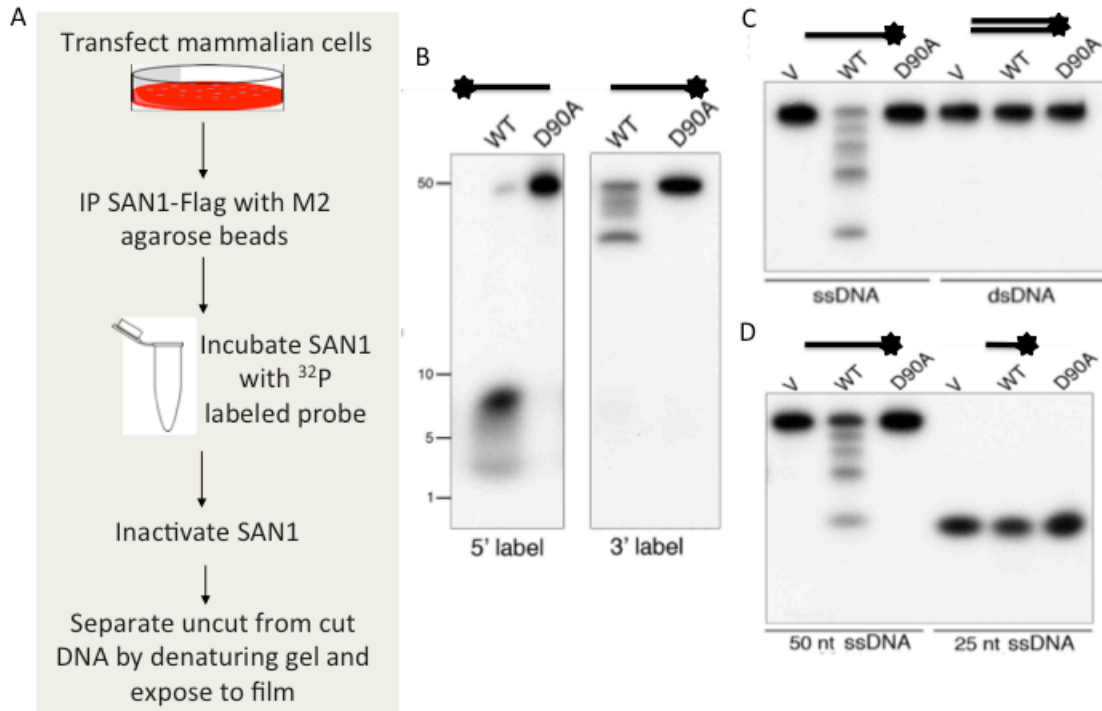 A
Transfect mammalian cells
IP SAN1-Flag with M2
agarose beads
Incubate SAN1
with ³²P
labeled probe
Inactivate SAN1
Separate uncut from cut
DNA by denaturing gel and
expose to film
B
WT D90A WT D90A
50
10
5
1
5' label 3' label
C
V WT D90A V WT D90A
ssDNA dsDNA
D
V WT D90A V WT D90A
50 nt ssDNA 25 nt ssDNA